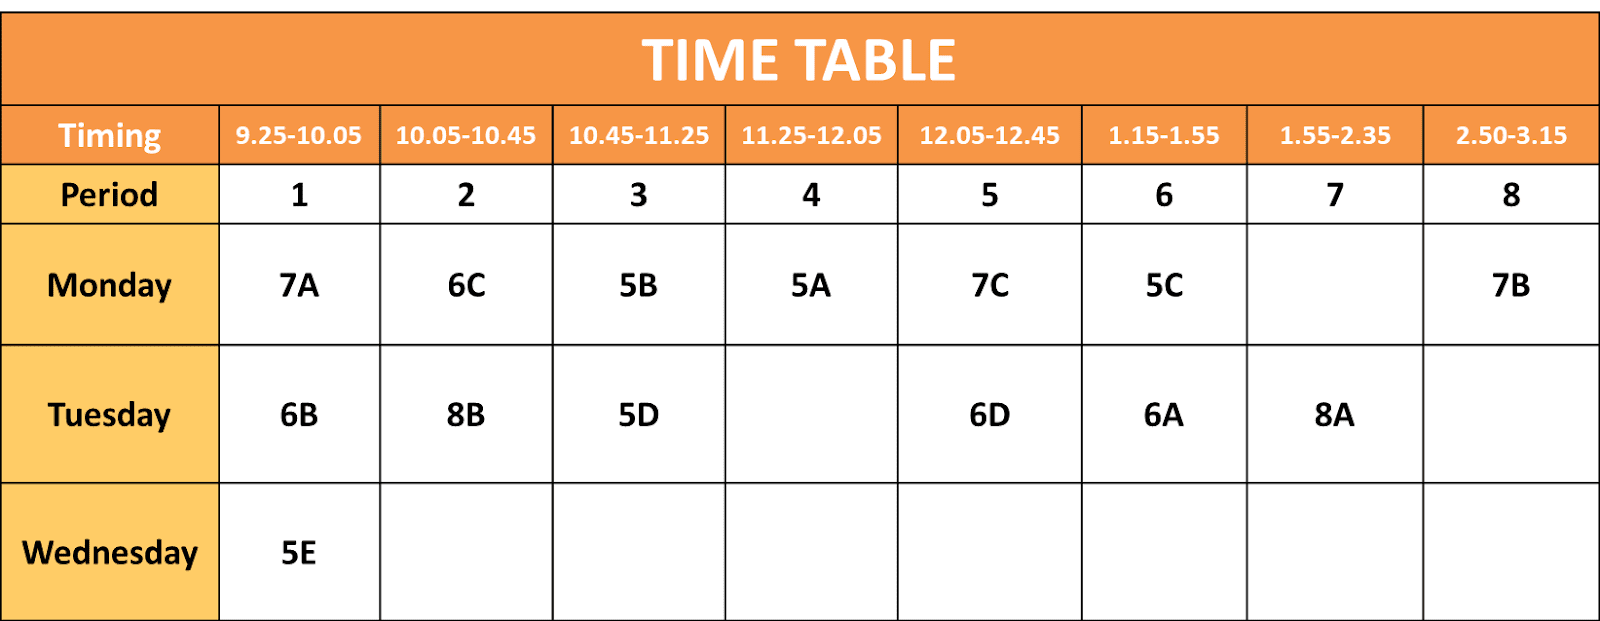 TIME TABLE
Timing 9.25-10.05 10.05-10.45 10.45-11.25 11.25-12.05 12.05-12.45 1.15-1.55 1.55-2.35 2.50-3.15
Period 1 2 3 4 5 6 7 8
Monday 7A 6C 5B 5A 7C 5C 7B
Tuesday 6B 8B 5D 6D 6A 8A
Wednesday 5E